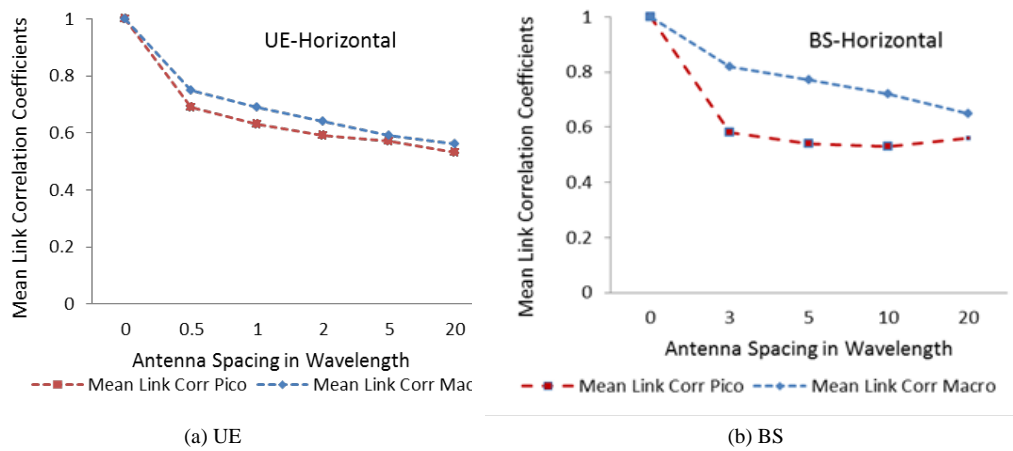 UE-Horizontal
Mean Link Correlation Coefficients
1
0.8
0.6
0.4
0.2
0
0 0.5 1 2 5 20
Antenna Spacing in Wavelength
Mean Link Corr Pico Mean Link Corr Mac
(a) UE
BS-Horizontal
Mean Link Correlation Coefficients
1
0.8
0.6
0.4
0.2
0
0 3 5 10 20
Antenna Spacing in Wavelength
Mean Link Corr Pico Mean Link Corr Macro
(b) BS